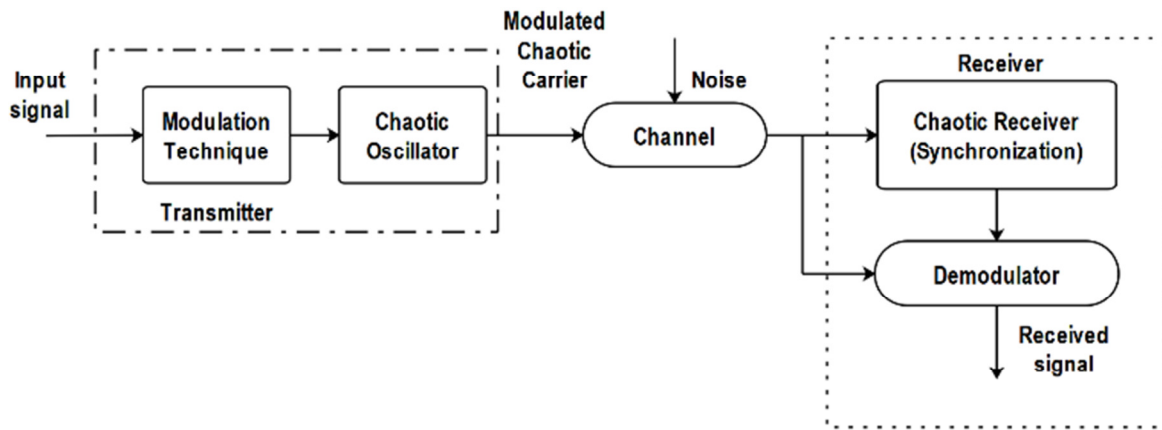 Input
signal
Modulation
Technique
Chaotic
Oscillator
Transmitter
Modulated
Chaotic
Carrier
Noise
Channel
Receiver
Chaotic Receiver
(Synchronization)
Demodulator
Received
signal